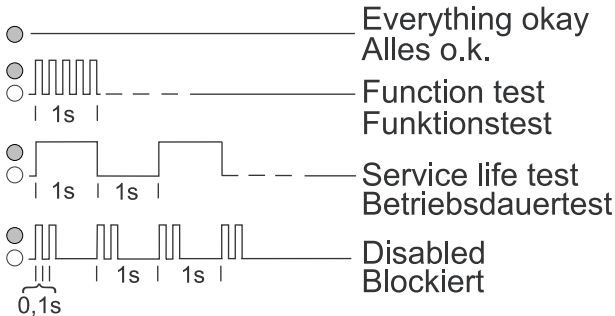 Everything okay
Alles o.k.
Function test
1s
Funktionstest
Service life test
1s 1s
Betriebsdauertest
Disabled
1s 1s
Blockiert
0,1s